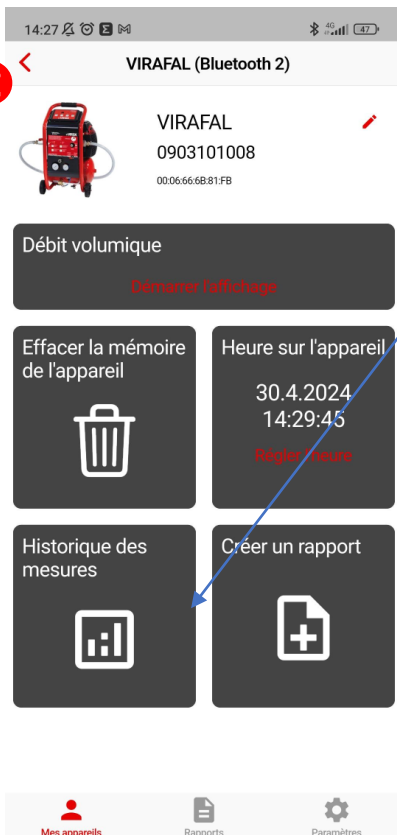 14:27
4G
47
VIRAFAL (Bluetooth 2)
VIRAFAL
0903101008
00:06:66:6B:81:FB
Débit volumique
Démarrer l'affichage
Effacer la mémoire
de l'appareil
Heure sur l'appareil
30.4.2024
14:29:45
Régler l'heure
Historique des
mesures
Créer un rapport
Mes appareils
Rapports
Paramètres